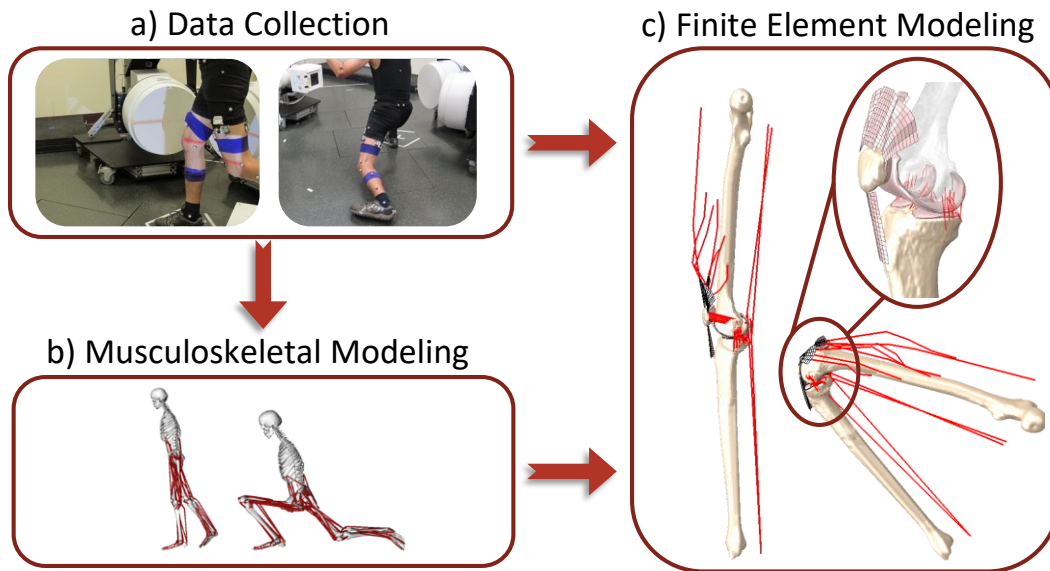 a) Data Collection
c) Finite Element Modeling
b) Musculoskeletal Modeling